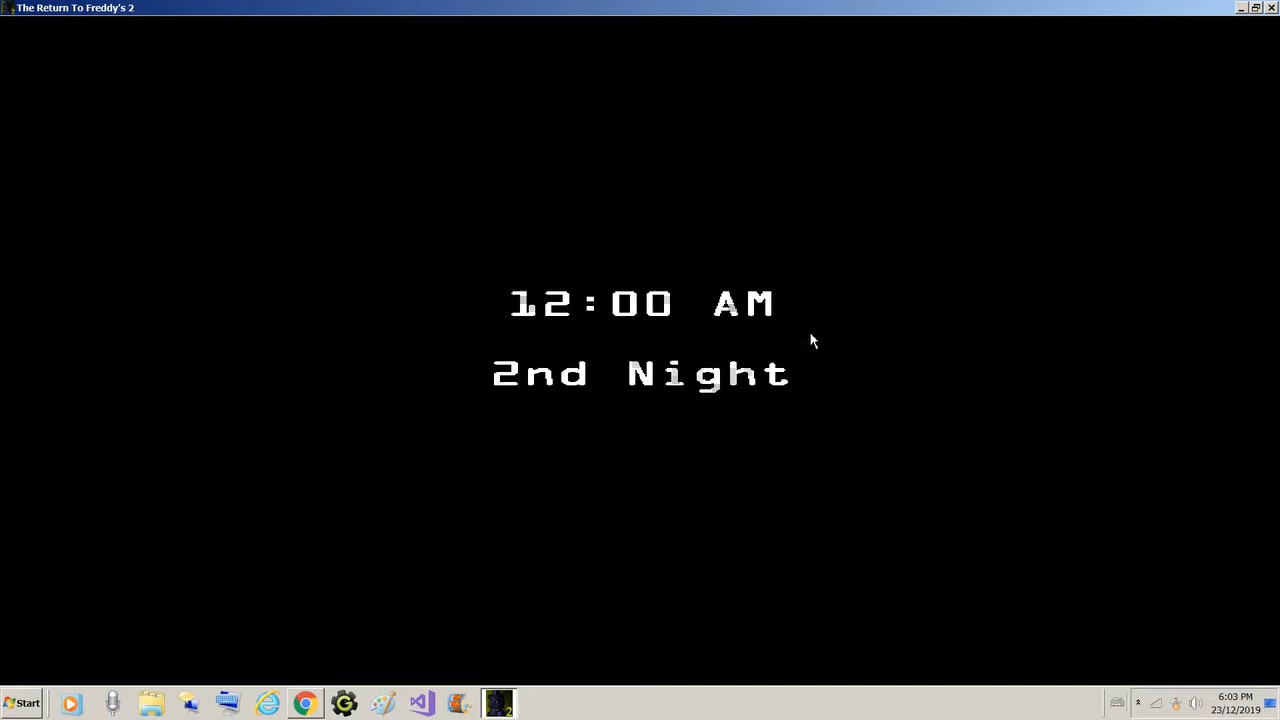 The Return To Freddy's 2
12:00 AM
2nd Night
Start
6:03 PM
23/12/2019